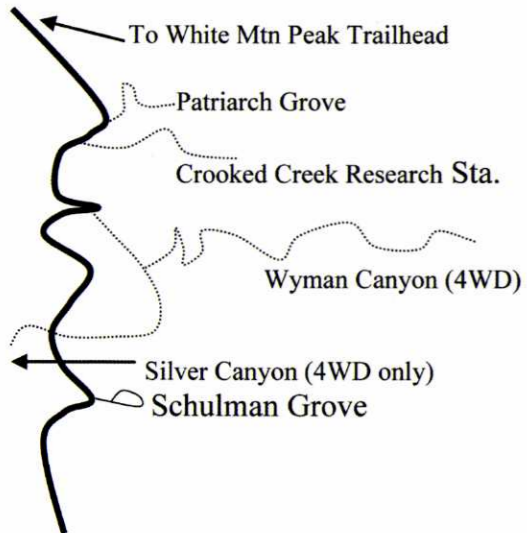 To White Mtn Peak Trailhead
Patriarch Grove
Crooked Creek Research Sta.
Wyman Canyon (4WD)
Silver Canyon (4WD only)
Schulman Grove